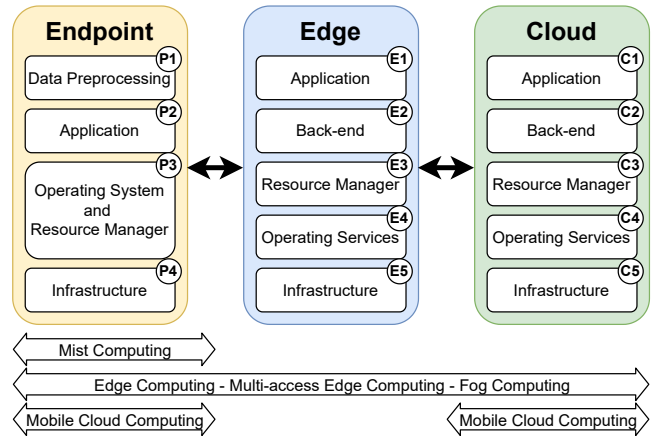 Endpoint
P1
Data Preprocessing
P2
Application
P3
Operating System
and
Resource Manager
P4
Infrastructure
Edge
E1
Application
E2
Back-end
E3
Resource Manager
E4
Operating Services
E5
Infrastructure
Cloud
C1
Application
C2
Back-end
C3
Resource Manager
C4
Operating Services
C5
Infrastructure
Mist Computing
Edge Computing - Multi-access Edge Computing - Fog Computing
Mobile Cloud Computing
Mobile Cloud Computing